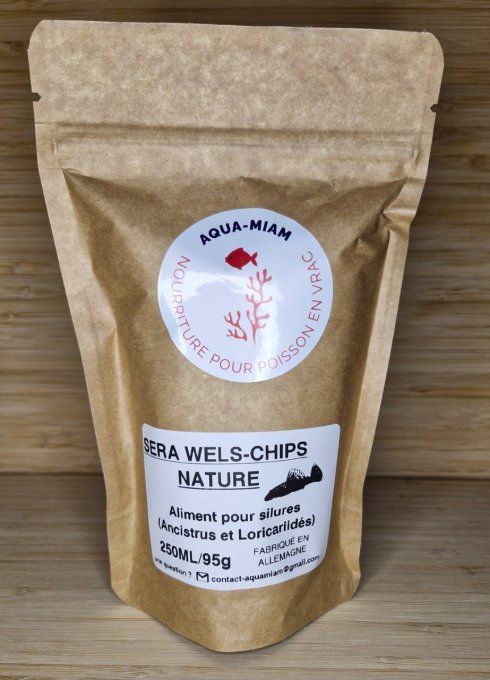 AQUA-MIAM
NOURRITURE POUR POISSON EN VRAC
SERA WELS-CHIPS
NATURE
Aliment pour silures
(Ancistrus et Loricariidés)
250ML/95g
FABRIQUÉ EN
ALLEMAGNE
une question ? contact-aquamiam@gmail.com